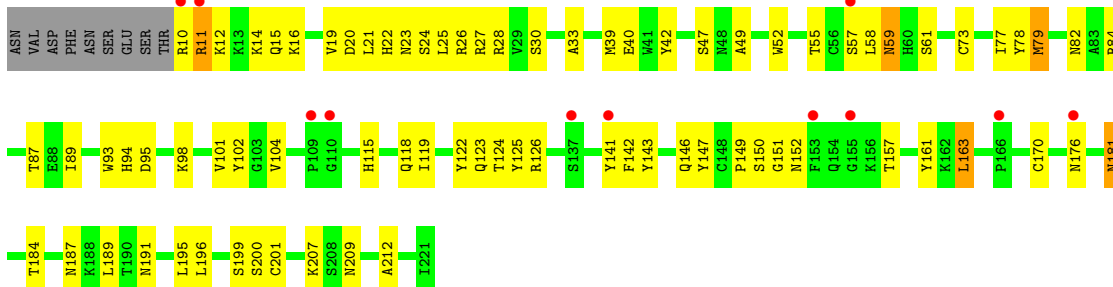 ASN VAL ASP PHE ASN SER GLU SER THR R10 R11 K12 K13 K14 Q15 K16 V19 D20 L21 H22 N23 S24 L25 R26 R27 R28 V29 S30 A33 M39 E40 W41 Y42 S47 N48 A49 W52 T55 C56 S57 L58 N59 H60 S61 C73 I77 Y78 M79 N82 A83
T87 E88 I89 W93 H94 D95 K98 V101 Y102 G103 V104 P109 G110 H115 Q118 I119 Y122 Q123 T124 Y125 R126 S137 Y141 F142 Y143 Q146 Y147 C148 P149 S150 G151 N152 F153 Q154 G155 K156 T157 Y161 K162 L163 P166 C170 N176
T184 N187 K188 L189 T190 N191 L195 L196 S199 S200 C201 K207 S208 N209 A212 I221